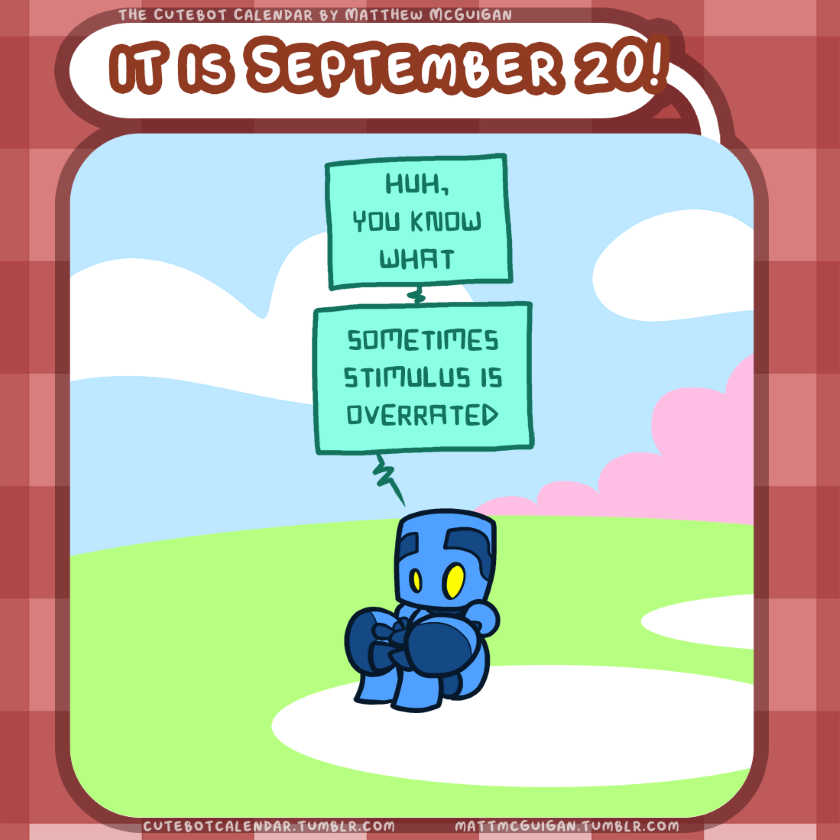 THE CUTEBOT CALENDAR BY MATTHEW MCGUIGAN
IT IS SEPTEMBER 20!
HUH,
YOU KNOW
WHAT
SOMETIMES
STIMULUS IS
OVERRATED
CUTEBOTCALENDAR.TUMBLR.COM
MATTMCGUIGAN.TUMBLR.COM